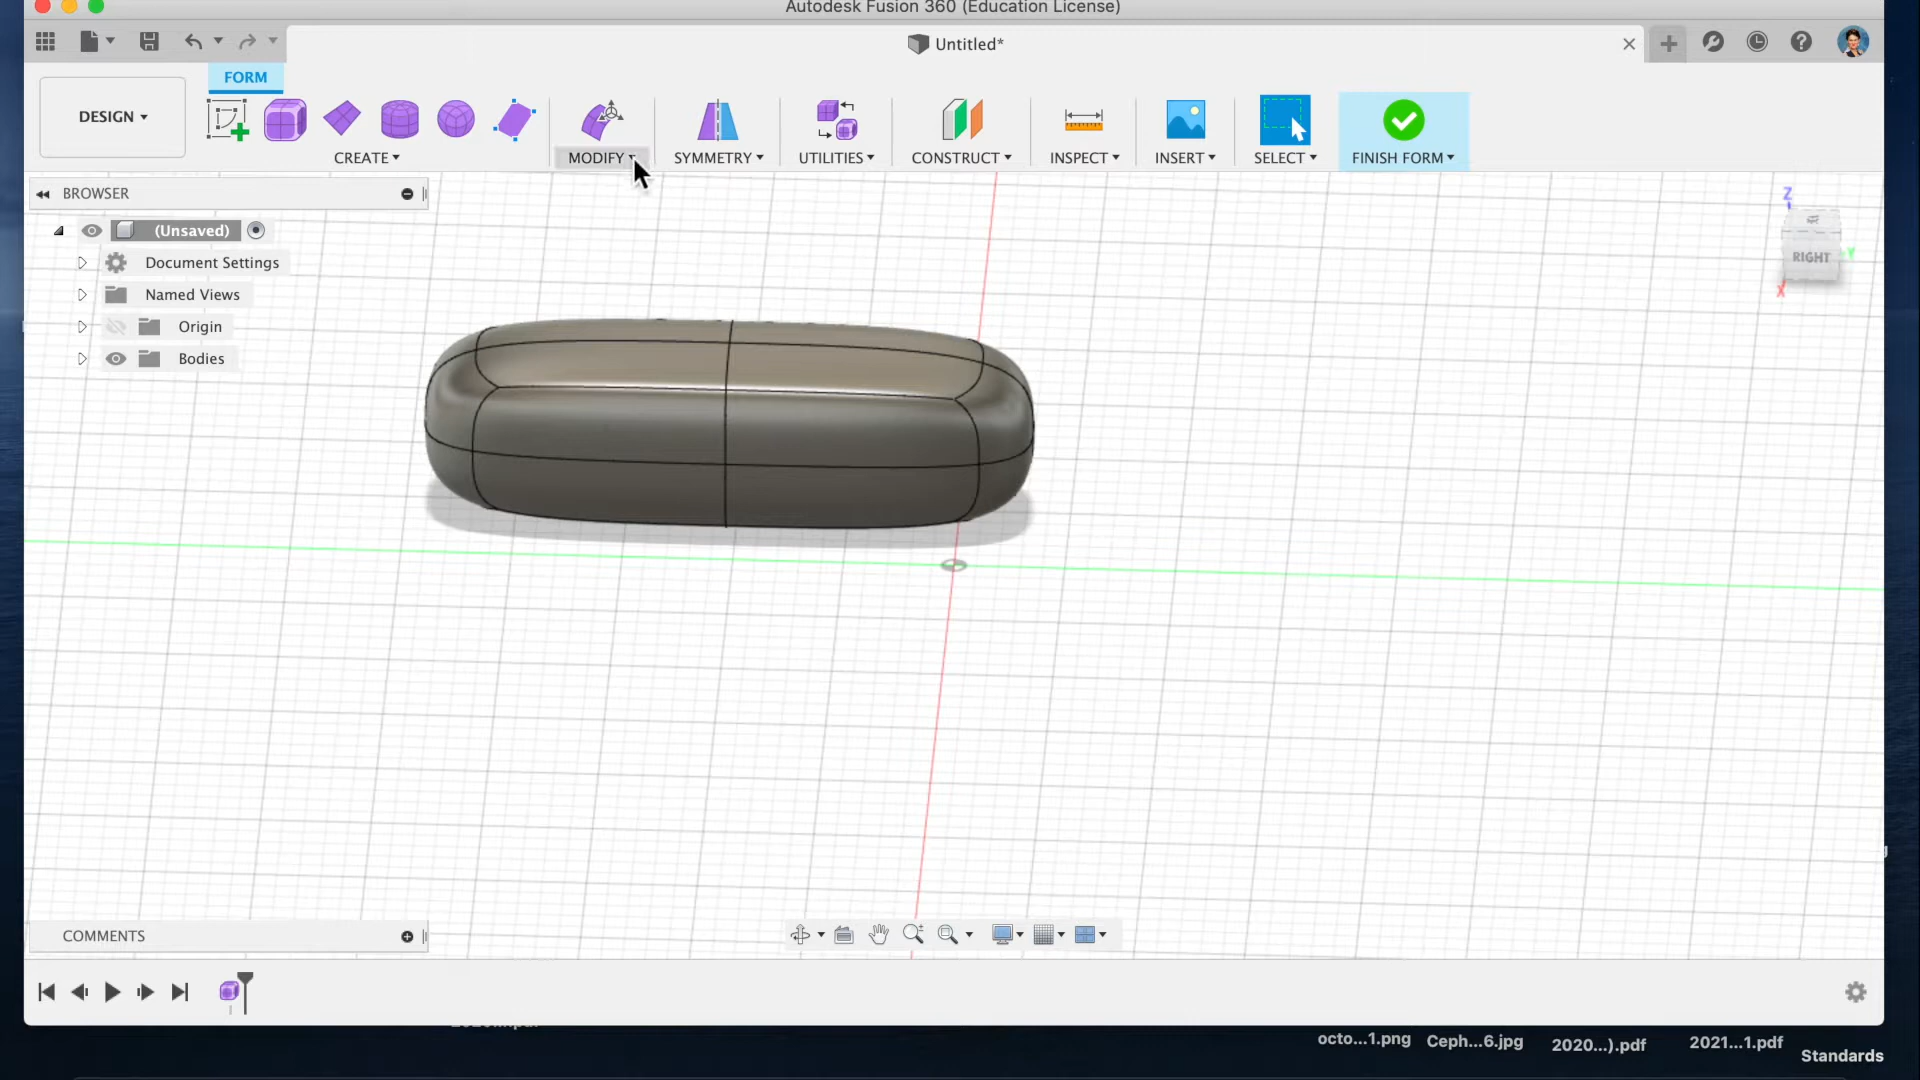 Autodesk Fusion 360 (Education License)
Untitled*
FORM
DESIGN
CREATE
MODIFY
SYMMETRY
UTILITIES
CONSTRUCT
INSPECT
INSERT
SELECT
FINISH FORM
BROWSER
(Unsaved)
Document Settings
Named Views
Origin
Bodies
Z
RIGHT
Y
X
COMMENTS
octo...1.png
Ceph...6.jpg
2020...).pdf
2021...1.pdf
Standards